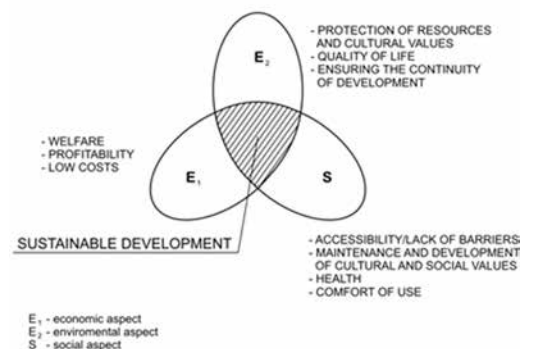 E₂
- PROTECTION OF RESOURCES
AND CULTURAL VALUES
- QUALITY OF LIFE
- ENSURING THE CONTINUITY
OF DEVELOPMENT
- WELFARE
- PROFITABILITY
- LOW COSTS
E₁
S
SUSTAINABLE DEVELOPMENT
- ACCESSIBILITY/LACK OF BARRIERS
- MAINTENANCE AND DEVELOPMENT
OF CULTURAL AND SOCIAL VALUES
- HEALTH
- COMFORT OF USE
E₁ - economic aspect
E₂ - enviromental aspect
S - social aspect